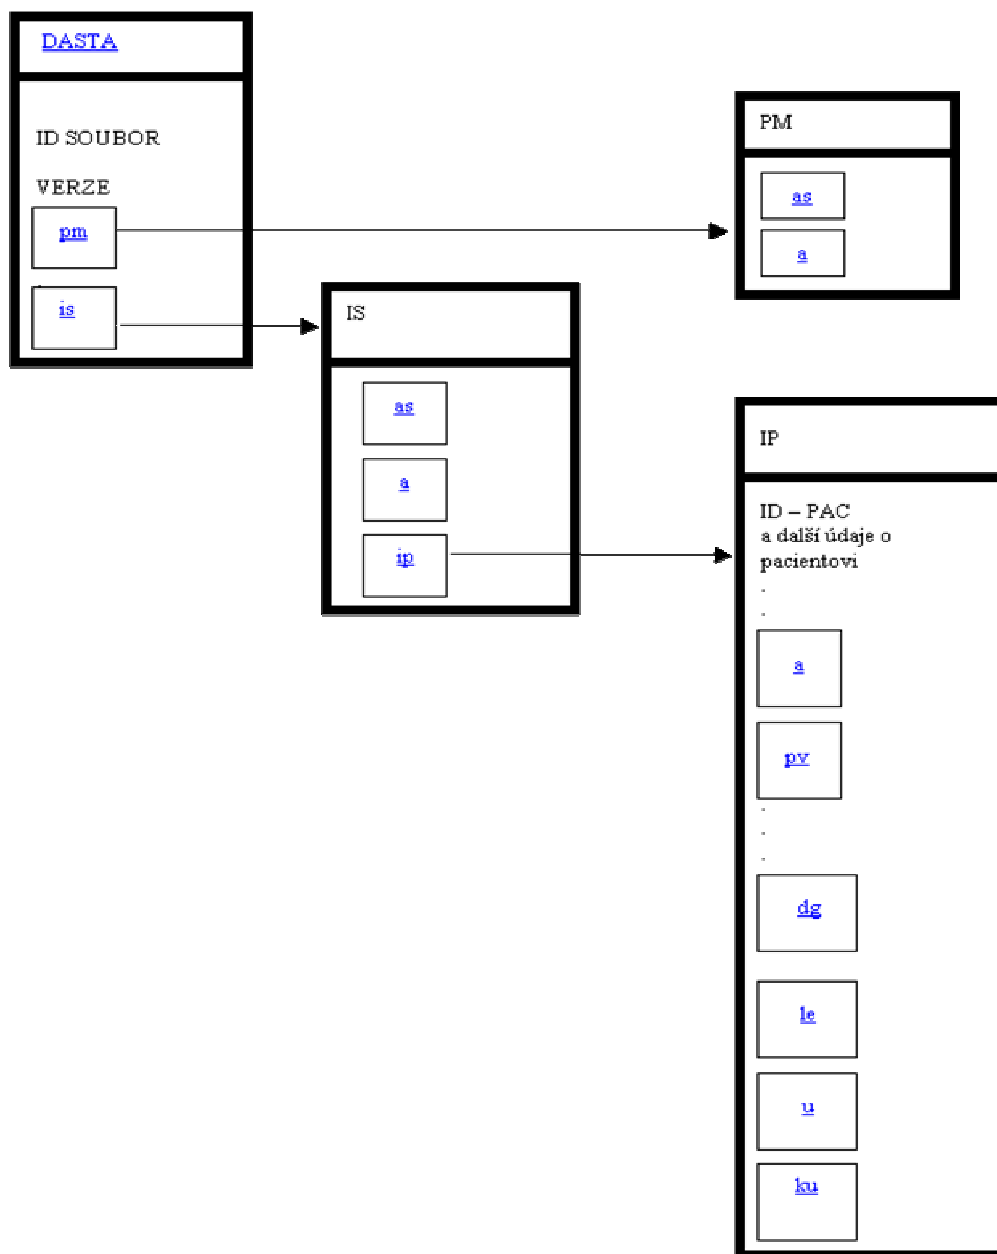 DASTA
ID SOUBOR
VERZE
pm
is
PM
as
a
IS
as
a
ip
IP
ID – PAC
a další údaje o
pacientovi
.
.
a
pv
.
.
.
dg
le
u
ku